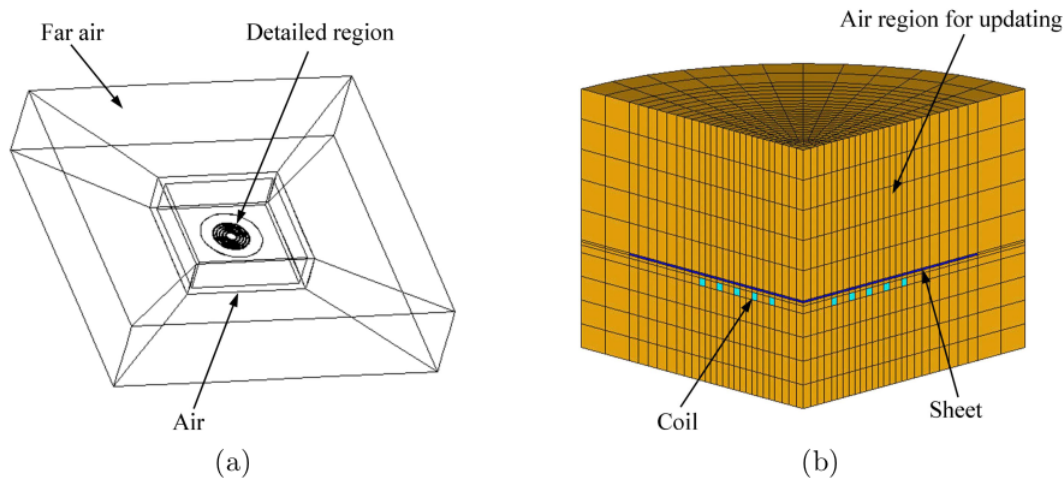 Far air
Detailed region
Air
(a)
Air region for updating
Coil
Sheet
(b)